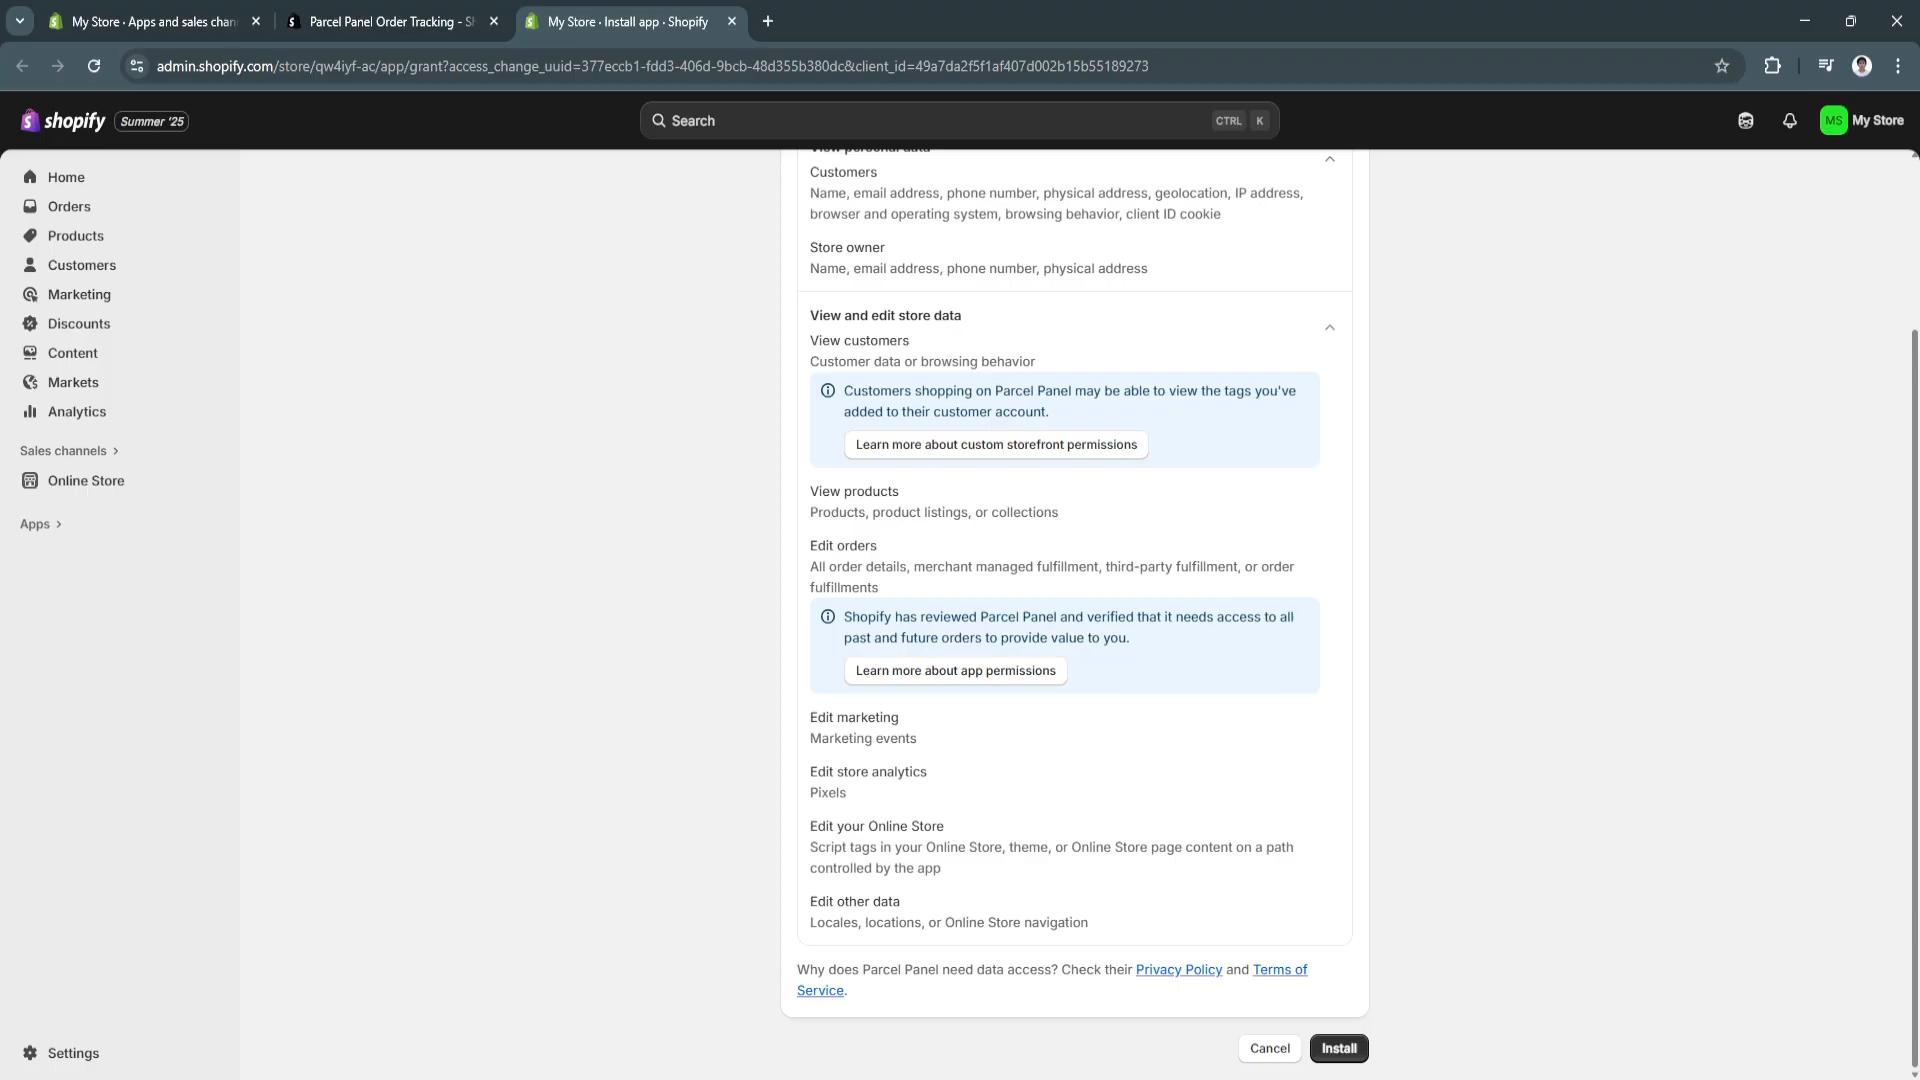 My Store · Apps and sales chan
Parcel Panel Order Tracking - S
My Store · Install app · Shopify
admin.shopify.com/store/qw4iyf-ac/app/grant?access_change_uuid=377eccb1-fdd3-406d-9bcb-48d355b380dc&client_id=49a7da2f5f1af407d002b15b55189273
shopify
Summer '25
Search
CTRL K
MS
My Store
Home
Orders
Products
Customers
Marketing
Discounts
Content
Markets
Analytics
Sales channels
Online Store
Apps
Settings
View personal data
Customers
Name, email address, phone number, physical address, geolocation, IP address,
browser and operating system, browsing behavior, client ID cookie
Store owner
Name, email address, phone number, physical address
View and edit store data
View customers
Customer data or browsing behavior
Customers shopping on Parcel Panel may be able to view the tags you've
added to their customer account.
Learn more about custom storefront permissions
View products
Products, product listings, or collections
Edit orders
All order details, merchant managed fulfillment, third-party fulfillment, or order
fulfillments
Shopify has reviewed Parcel Panel and verified that it needs access to all
past and future orders to provide value to you.
Learn more about app permissions
Edit marketing
Marketing events
Edit store analytics
Pixels
Edit your Online Store
Script tags in your Online Store, theme, or Online Store page content on a path
controlled by the app
Edit other data
Locales, locations, or Online Store navigation
Why does Parcel Panel need data access? Check their Privacy Policy and Terms of
Service.
Cancel
Install